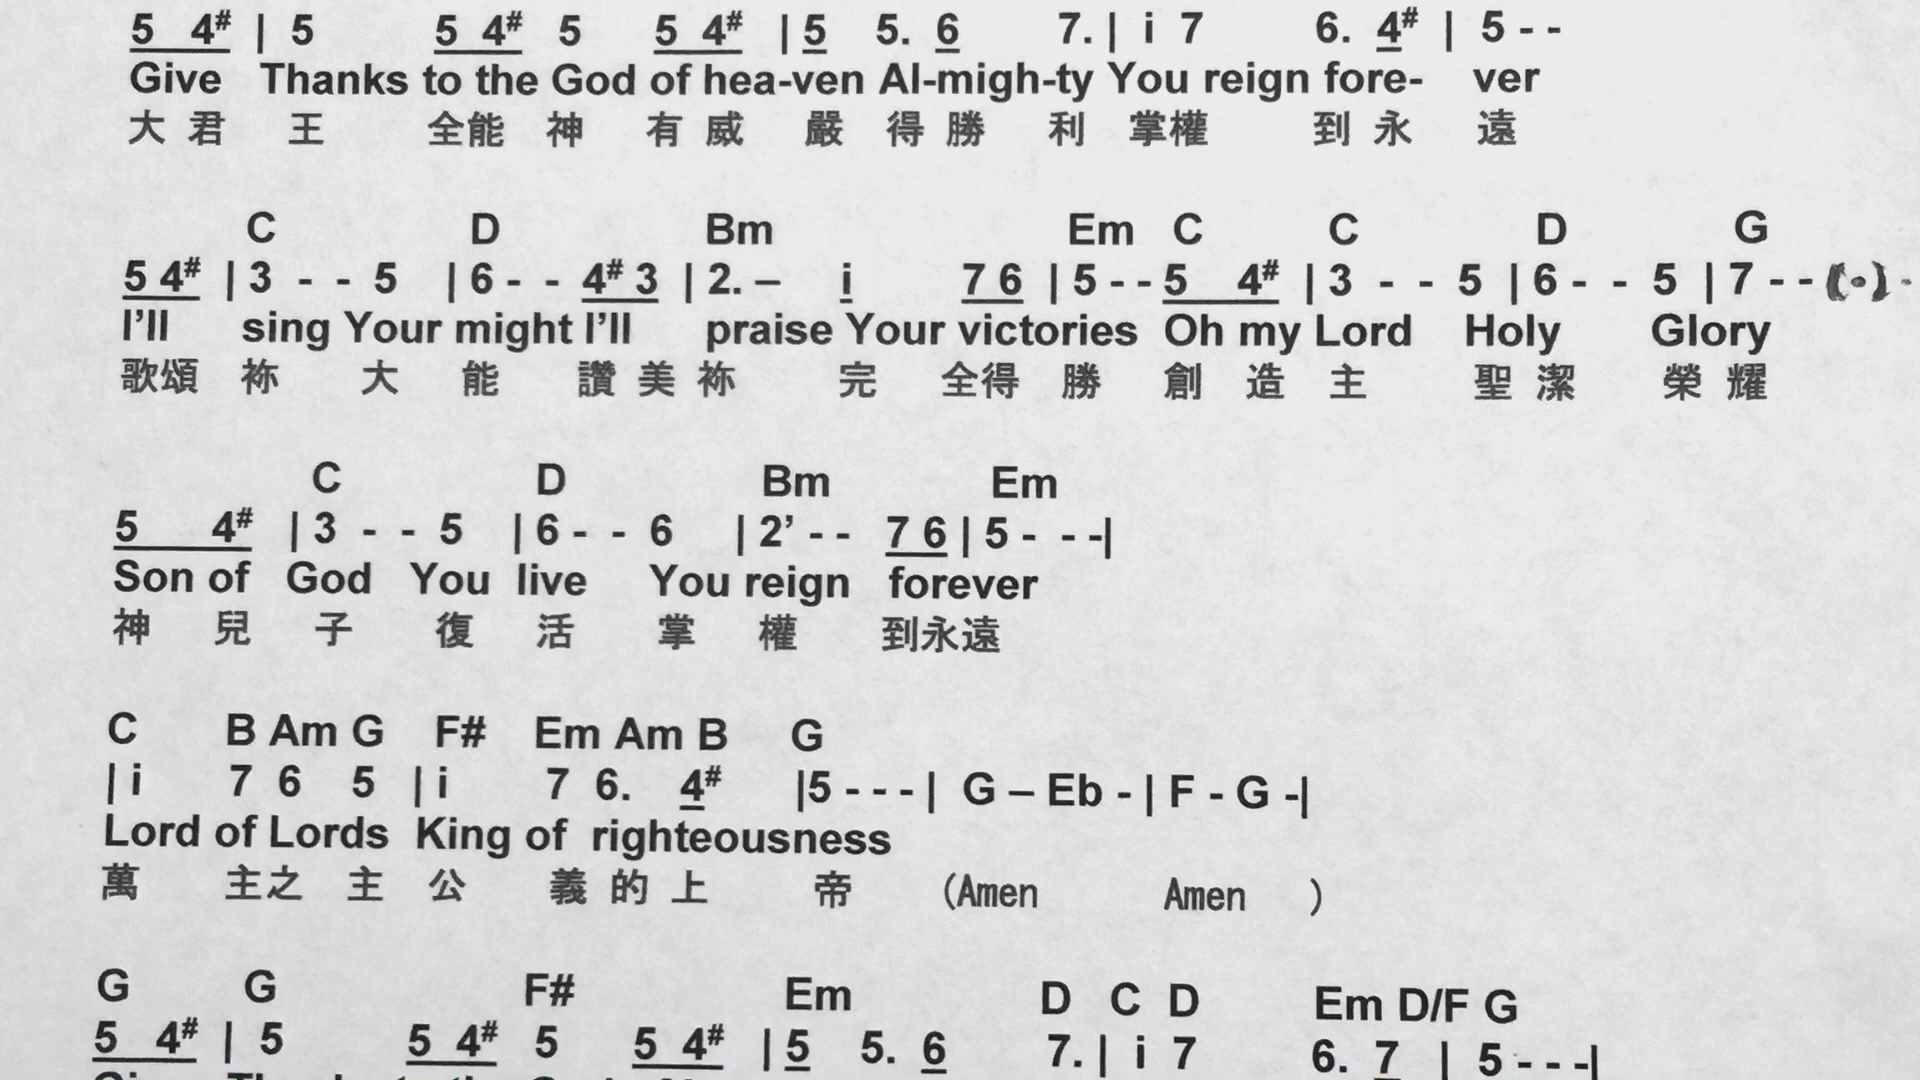 5 4# | 5 5 4# 5 5 4# | 5 5. 6 7. | i 7 6. 4# | 5 - -
Give Thanks to the God of hea-ven Al-migh-ty You reign fore- ver
大 君 王 全能 神 有 威 嚴 得 勝 利 掌權 到 永 遠
C D Bm Em C C D G
5 4# | 3 - - 5 | 6 - - 4# 3 | 2. – i 7 6 | 5 - - 5 4# | 3 - - 5 | 6 - - 5 | 7 - - (•) -
I'll sing Your might I'll praise Your victories Oh my Lord Holy Glory
歌頌 祢 大 能 讚 美 祢 完 全得 勝 創 造 主 聖 潔 榮 耀
C D Bm Em
5 4# | 3 - - 5 | 6 - - 6 | 2’ - - 7 6 | 5 - - -|
Son of God You live You reign forever
神 兒 子 復 活 掌 權 到永遠
C B Am G F# Em Am B G
| i 7 6 5 | i 7 6. 4# |5 - - - | G – Eb - | F - G -|
Lord of Lords King of righteousness
萬 主之 主 公 義 的 上 帝 (Amen Amen )
G G F# Em D C D Em D/F G
5 4# | 5 5 4# 5 5 4# | 5 5. 6 7. | i 7 6. 7 | 5 - - -|